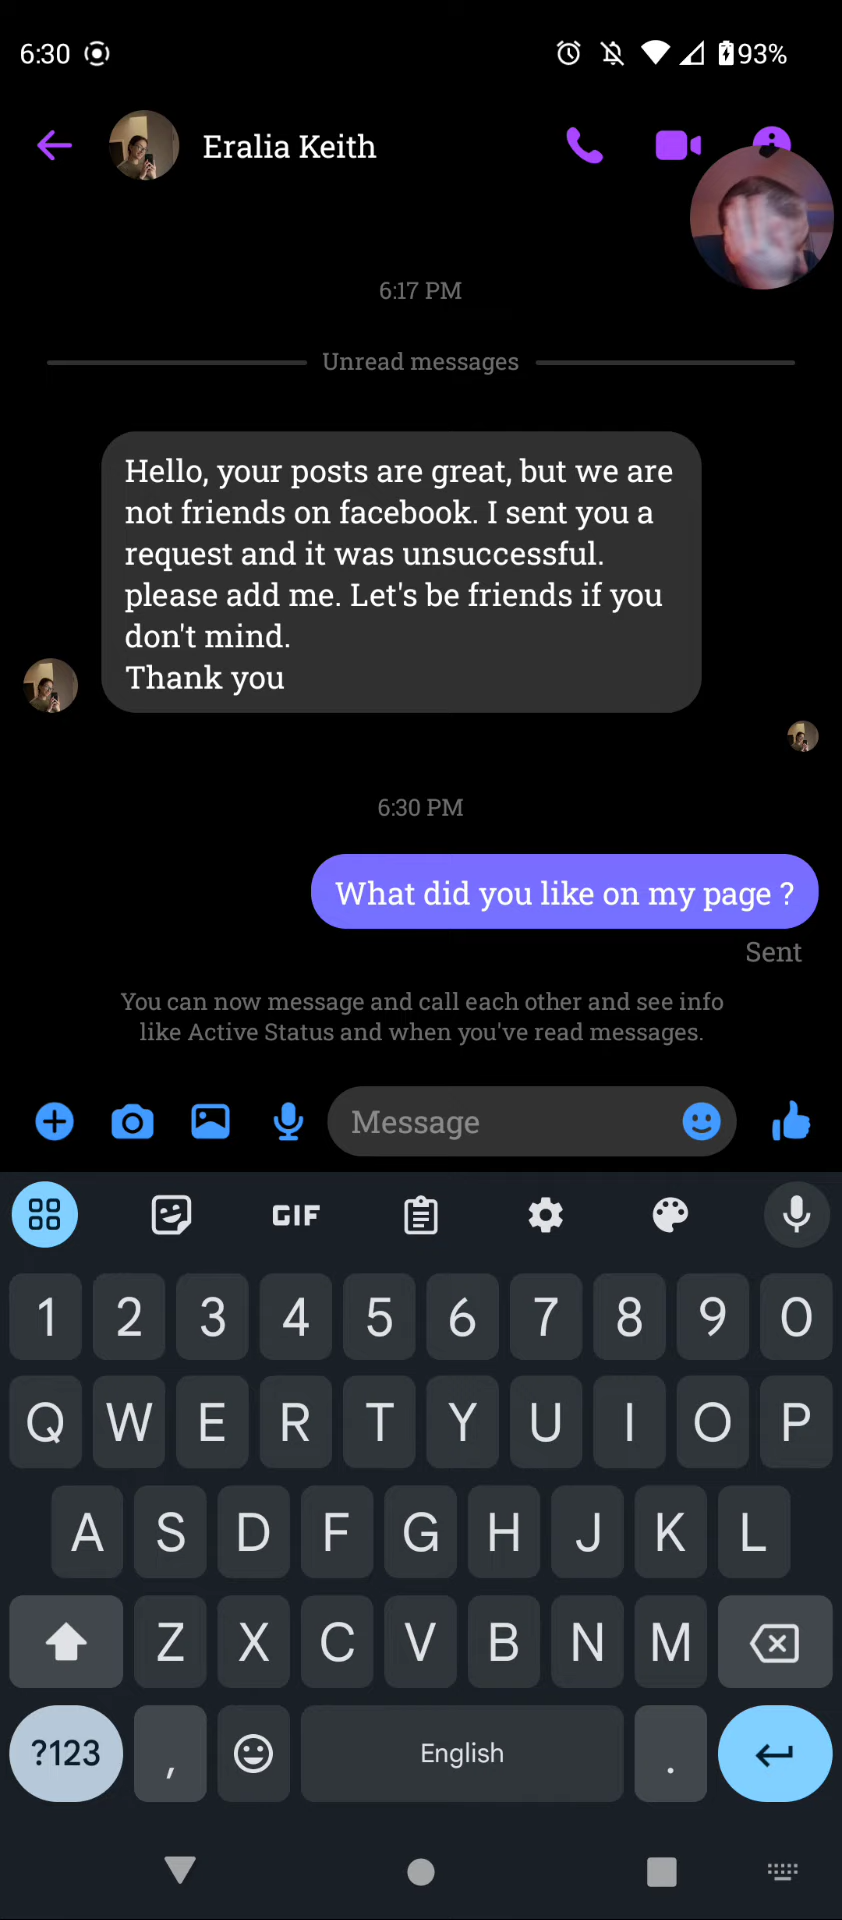 6:30 93%
Eralia Keith
6:17 PM
Unread messages
Hello, your posts are great, but we are
not friends on facebook. I sent you a
request and it was unsuccessful.
please add me. Let's be friends if you
don't mind.
Thank you
6:30 PM
What did you like on my page ?
Sent
You can now message and call each other and see info
like Active Status and when you've read messages.
Message
GIF
1 2 3 4 5 6 7 8 9 0
Q W E R T Y U I O P
A S D F G H J K L
Z X C V B N M
?123 , English .